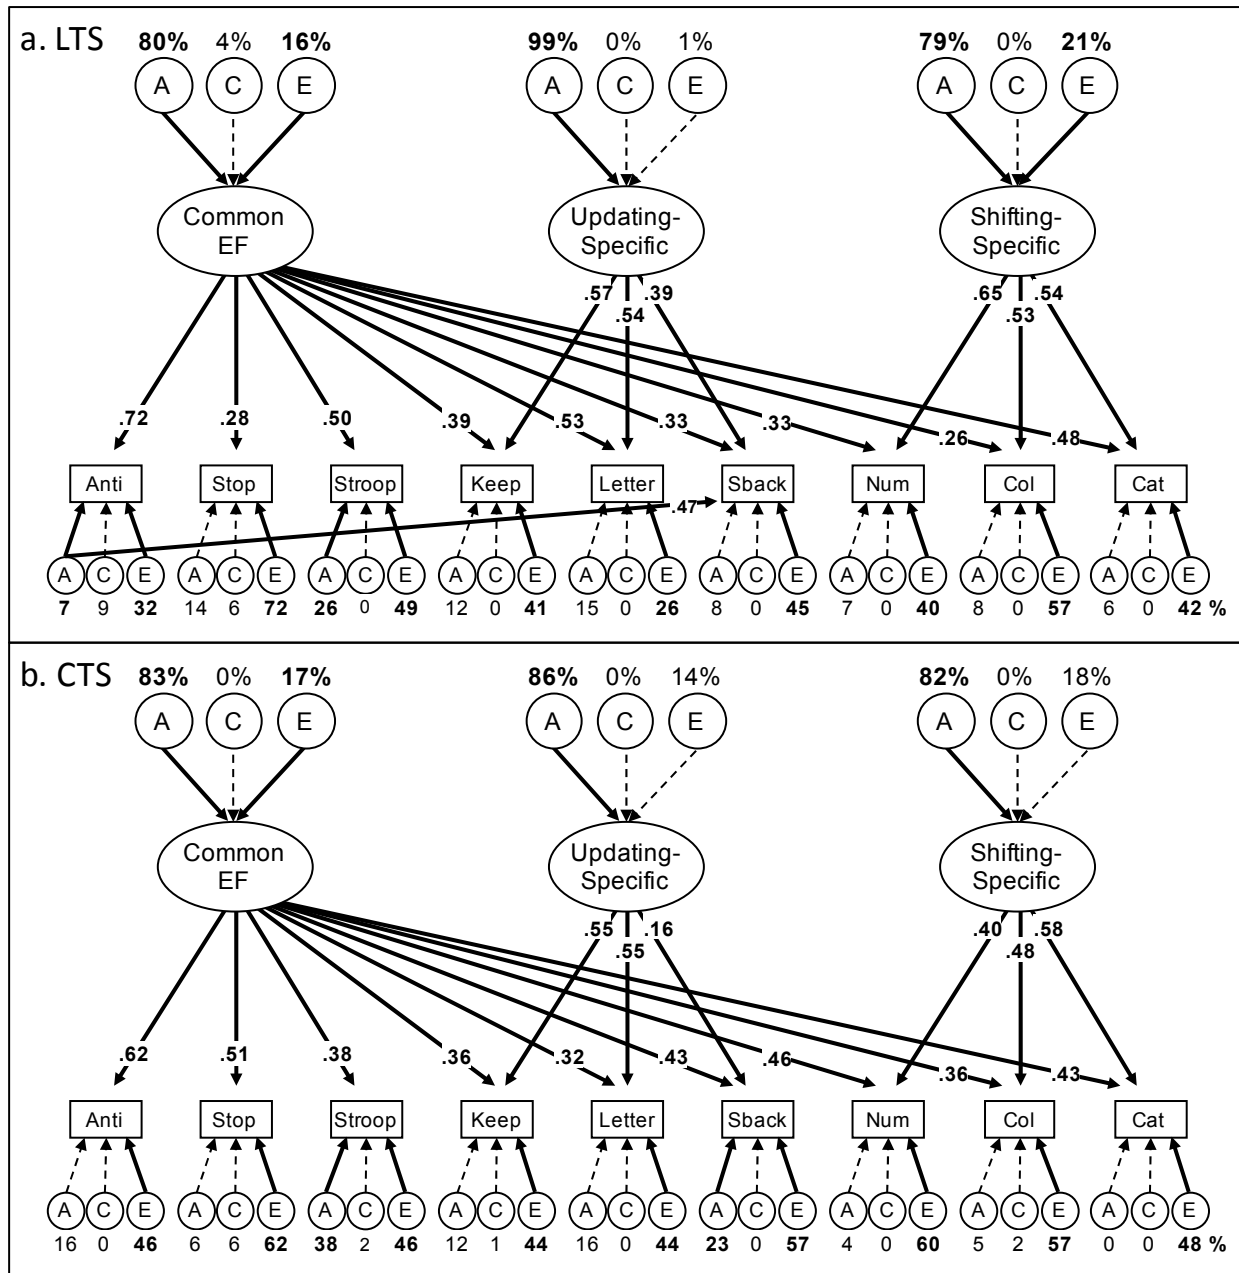 a. LTS
80% 4% 16% 99% 0% 1% 79% 0% 21%
A C E A C E A C E
Common EF
Updating-Specific
Shifting-Specific
.57 .54 .39 .65 .53 .54
.72 .28 .50 .39 .53 .33 .33 .26 .48
Anti Stop Stroop Keep Letter Sback Num Col Cat
.47
A C E A C E A C E A C E A C E A C E A C E A C E A C E
7 9 32 14 6 72 26 0 49 12 0 41 15 0 26 8 0 45 7 0 40 8 0 57 6 0 42 %
b. CTS
83% 0% 17% 86% 0% 14% 82% 0% 18%
A C E A C E A C E
Common EF
Updating-Specific
Shifting-Specific
.55 .55 .16 .40 .48 .58
.62 .51 .38 .36 .32 .43 .46 .36 .43
Anti Stop Stroop Keep Letter Sback Num Col Cat
A C E A C E A C E A C E A C E A C E A C E A C E A C E
16 0 46 6 6 62 38 2 46 12 1 44 16 0 44 23 0 57 4 0 60 5 2 57 0 0 48 %